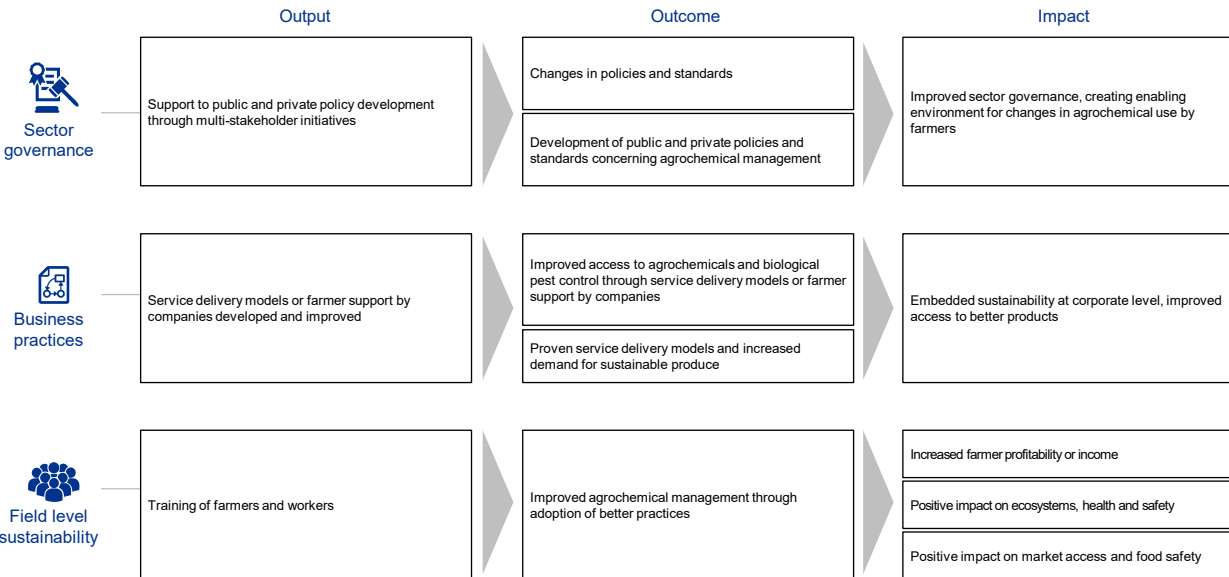 Output
Outcome
Impact
Sector
governance
Support to public and private policy development
through multi-stakeholder initiatives
Changes in policies and standards
Development of public and private policies and
standards concerning agrochemical management
Improved sector governance, creating enabling
environment for changes in agrochemical use by
farmers
Business
practices
Service delivery models or farmer support by
companies developed and improved
Improved access to agrochemicals and biological
pest control through service delivery models or farmer
support by companies
Proven service delivery models and increased
demand for sustainable produce
Embedded sustainability at corporate level, improved
access to better products
Field level
sustainability
Training of farmers and workers
Improved agrochemical management through
adoption of better practices
Increased farmer profitability or income
Positive impact on ecosystems, health and safety
Positive impact on market access and food safety